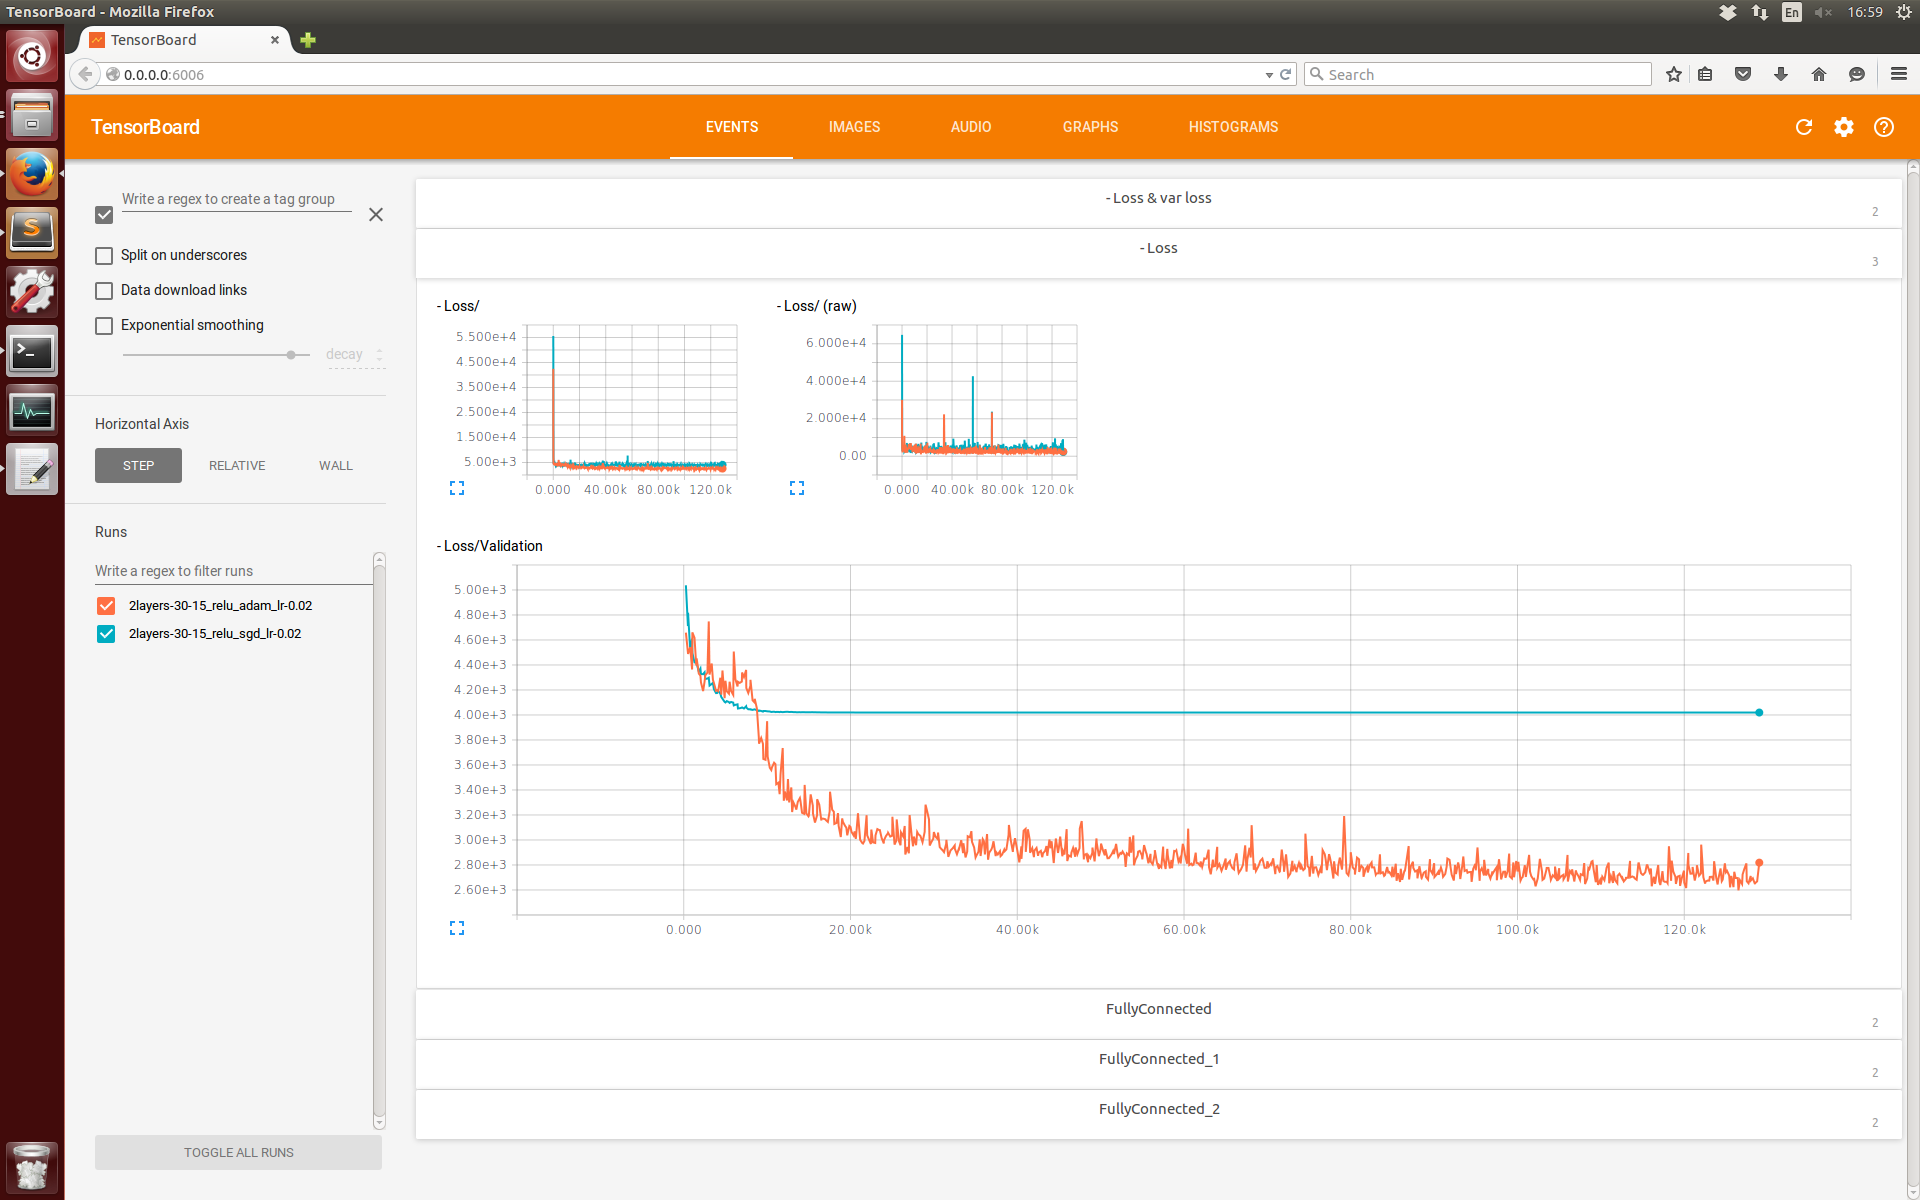 TensorBoard - Mozilla Firefox
En
16:59
TensorBoard
0.0.0.0:6006
Search
TensorBoard
EVENTS
IMAGES
AUDIO
GRAPHS
HISTOGRAMS
Write a regex to create a tag group
Split on underscores
Data download links
Exponential smoothing
decay
Horizontal Axis
STEP
RELATIVE
WALL
Runs
Write a regex to filter runs
2layers-30-15_relu_adam_lr-0.02
2layers-30-15_relu_sgd_lr-0.02
TOGGLE ALL RUNS
- Loss & var loss
2
- Loss
3
- Loss/
5.500e+4
4.500e+4
3.500e+4
2.500e+4
1.500e+4
5.00e+3
0.000 40.00k 80.00k 120.0k
- Loss/ (raw)
6.000e+4
4.000e+4
2.000e+4
0.00
0.000 40.00k 80.00k 120.0k
- Loss/Validation
5.00e+3
4.80e+3
4.60e+3
4.40e+3
4.20e+3
4.00e+3
3.80e+3
3.60e+3
3.40e+3
3.20e+3
3.00e+3
2.80e+3
2.60e+3
0.000 20.00k 40.00k 60.00k 80.00k 100.0k 120.0k
FullyConnected
2
FullyConnected_1
2
FullyConnected_2
2